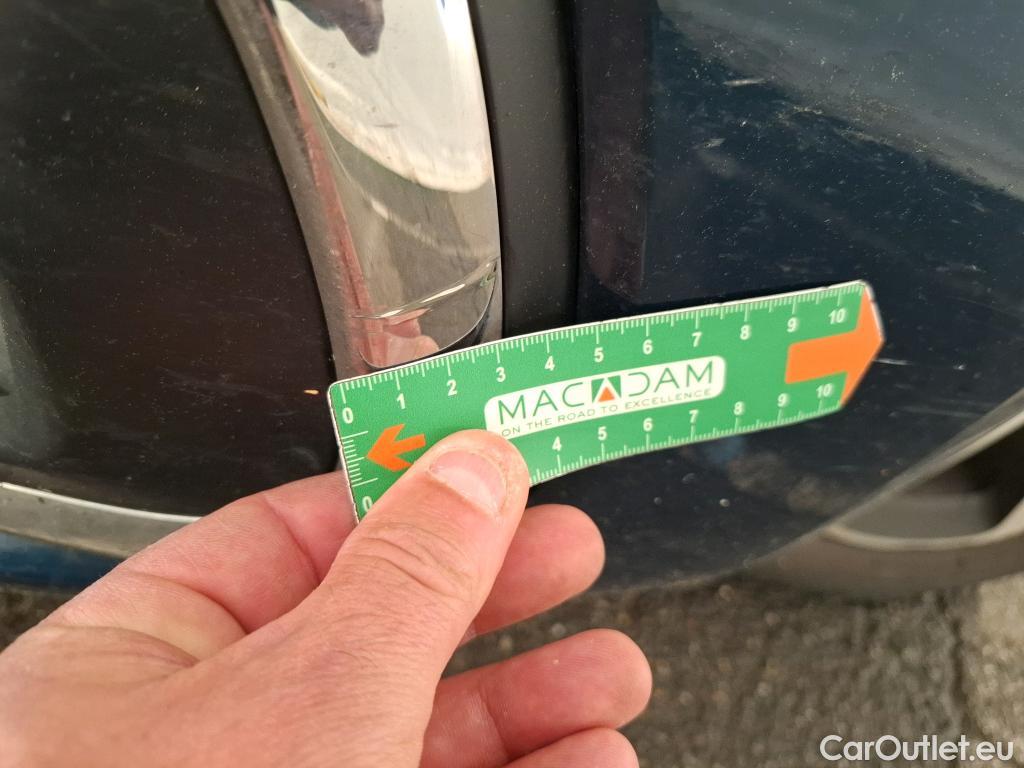 0 1 2 3 4 5 6 7 8 9 10
MACADAM
ON THE ROAD TO EXCELLENCE
0 4 5 6 7 8 9 10
CarOutlet.eu